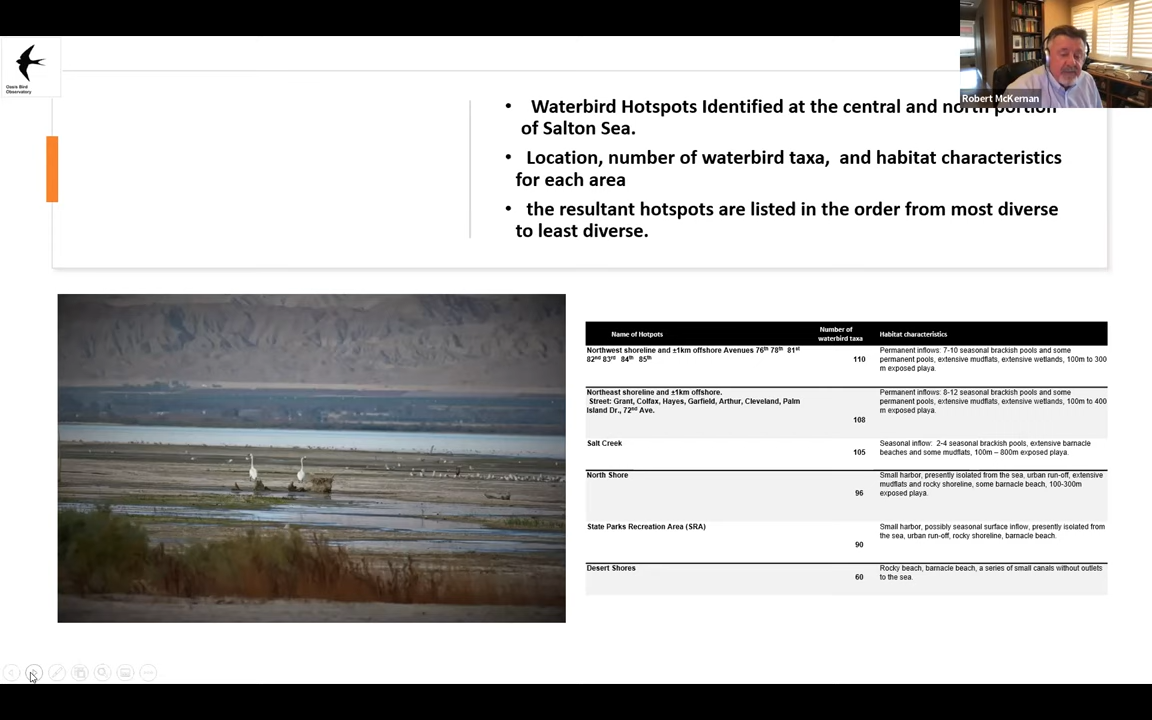 Oasis Bird
Observatory
Robert McKernan
• Waterbird Hotspots Identified at the central and north portion
of Salton Sea.
• Location, number of waterbird taxa, and habitat characteristics
for each area
• the resultant hotspots are listed in the order from most diverse
to least diverse.
Name of Hotpots
Number of
waterbird taxa
Habitat characteristics
Northwest shoreline and ±1km offshore Avenues 76th 78th 81st
82nd 83rd 84th 85th
110
Permanent inflows: 7-10 seasonal brackish pools and some
permanent pools, extensive mudflats, extensive wetlands, 100m to 300
m exposed playa.
Northeast shoreline and ±1km offshore.
Street: Grant, Colfax, Hayes, Garfield, Arthur, Cleveland, Palm
Island Dr., 72nd Ave.
108
Permanent inflows: 8-12 seasonal brackish pools and some
permanent pools, extensive mudflats, extensive wetlands, 100m to 400
m exposed playa.
Salt Creek
105
Seasonal inflow: 2-4 seasonal brackish pools, extensive barnacle
beaches and some mudflats, 100m – 800m exposed playa.
North Shore
96
Small harbor, presently isolated from the sea, urban run-off, extensive
mudflats and rocky shoreline, some barnacle beach, 100-300m
exposed playa.
State Parks Recreation Area (SRA)
90
Small harbor, possibly seasonal surface inflow, presently isolated from
the sea, urban run-off, rocky shoreline, barnacle beach.
Desert Shores
60
Rocky beach, barnacle beach, a series of small canals without outlets
to the sea.